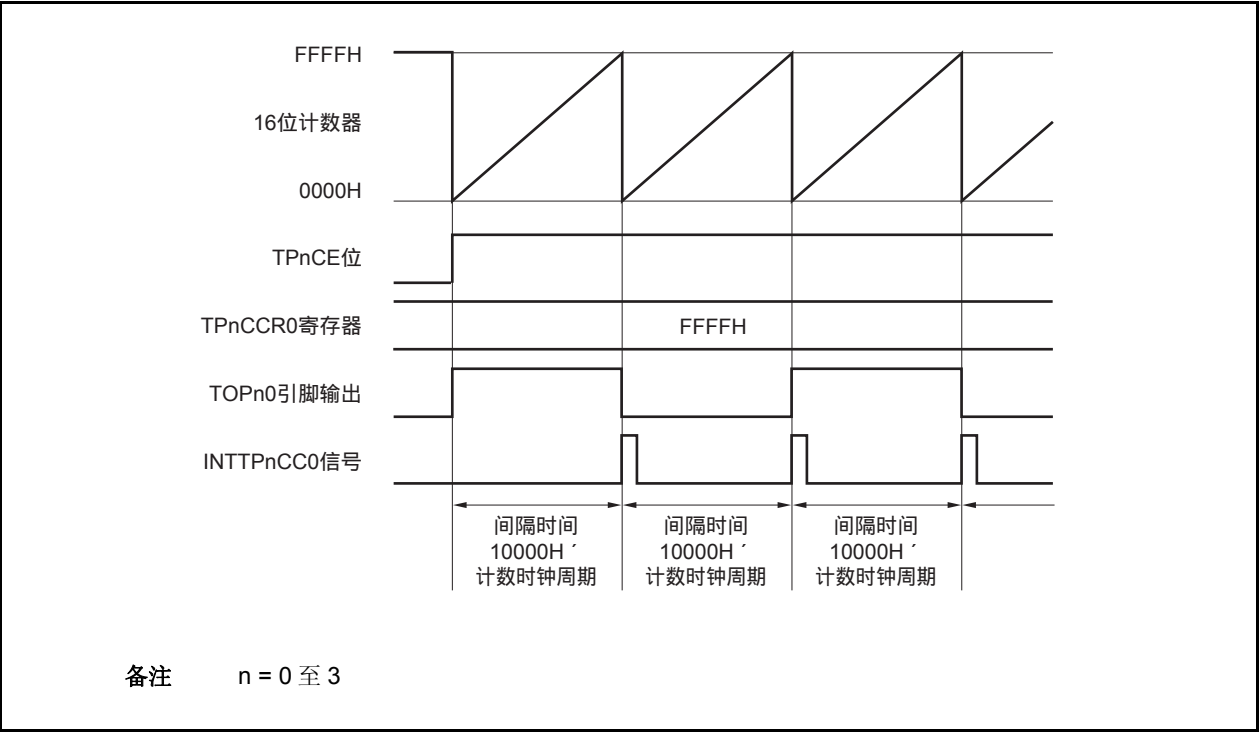 FFFFH
16位计数器
0000H
TPnCE位
TPnCCR0寄存器
FFFFH
TOPn0引脚输出
INTTPnCC0信号
间隔时间
10000H ´
计数时钟周期
间隔时间
10000H ´
计数时钟周期
间隔时间
10000H ´
计数时钟周期
备注 n = 0 至 3